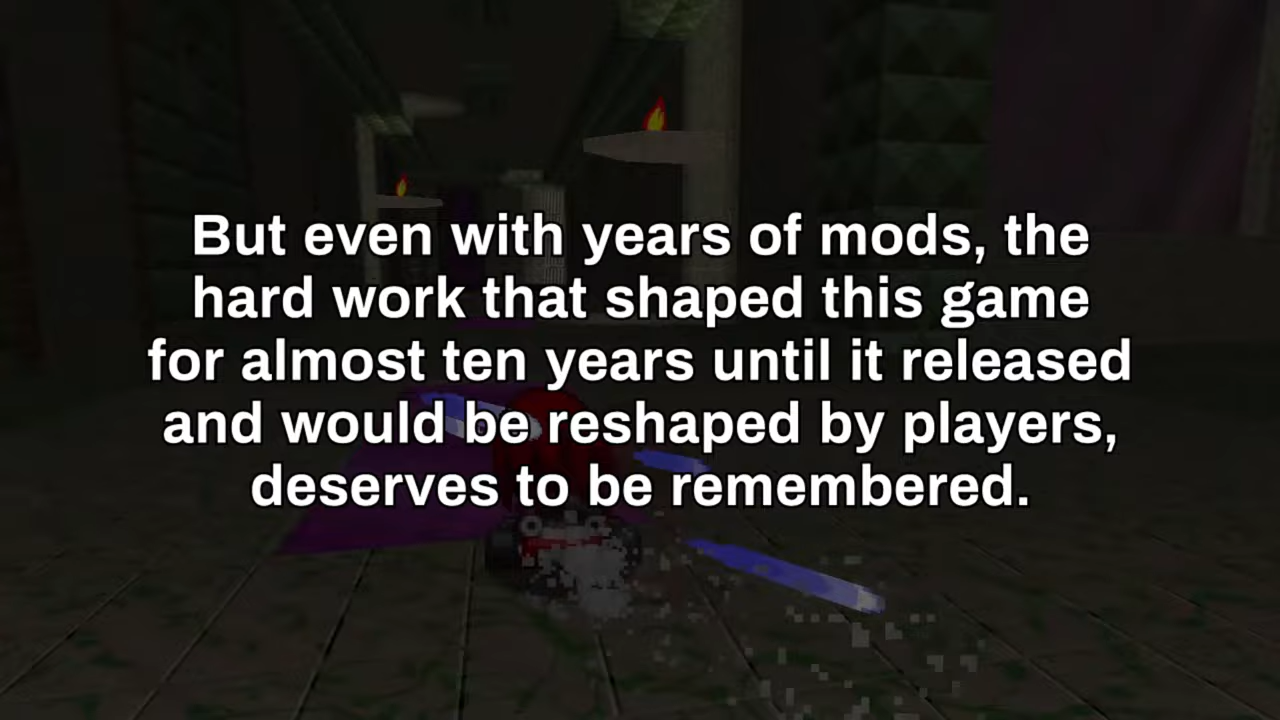 But even with years of mods, the
hard work that shaped this game
for almost ten years until it released
and would be reshaped by players,
deserves to be remembered.